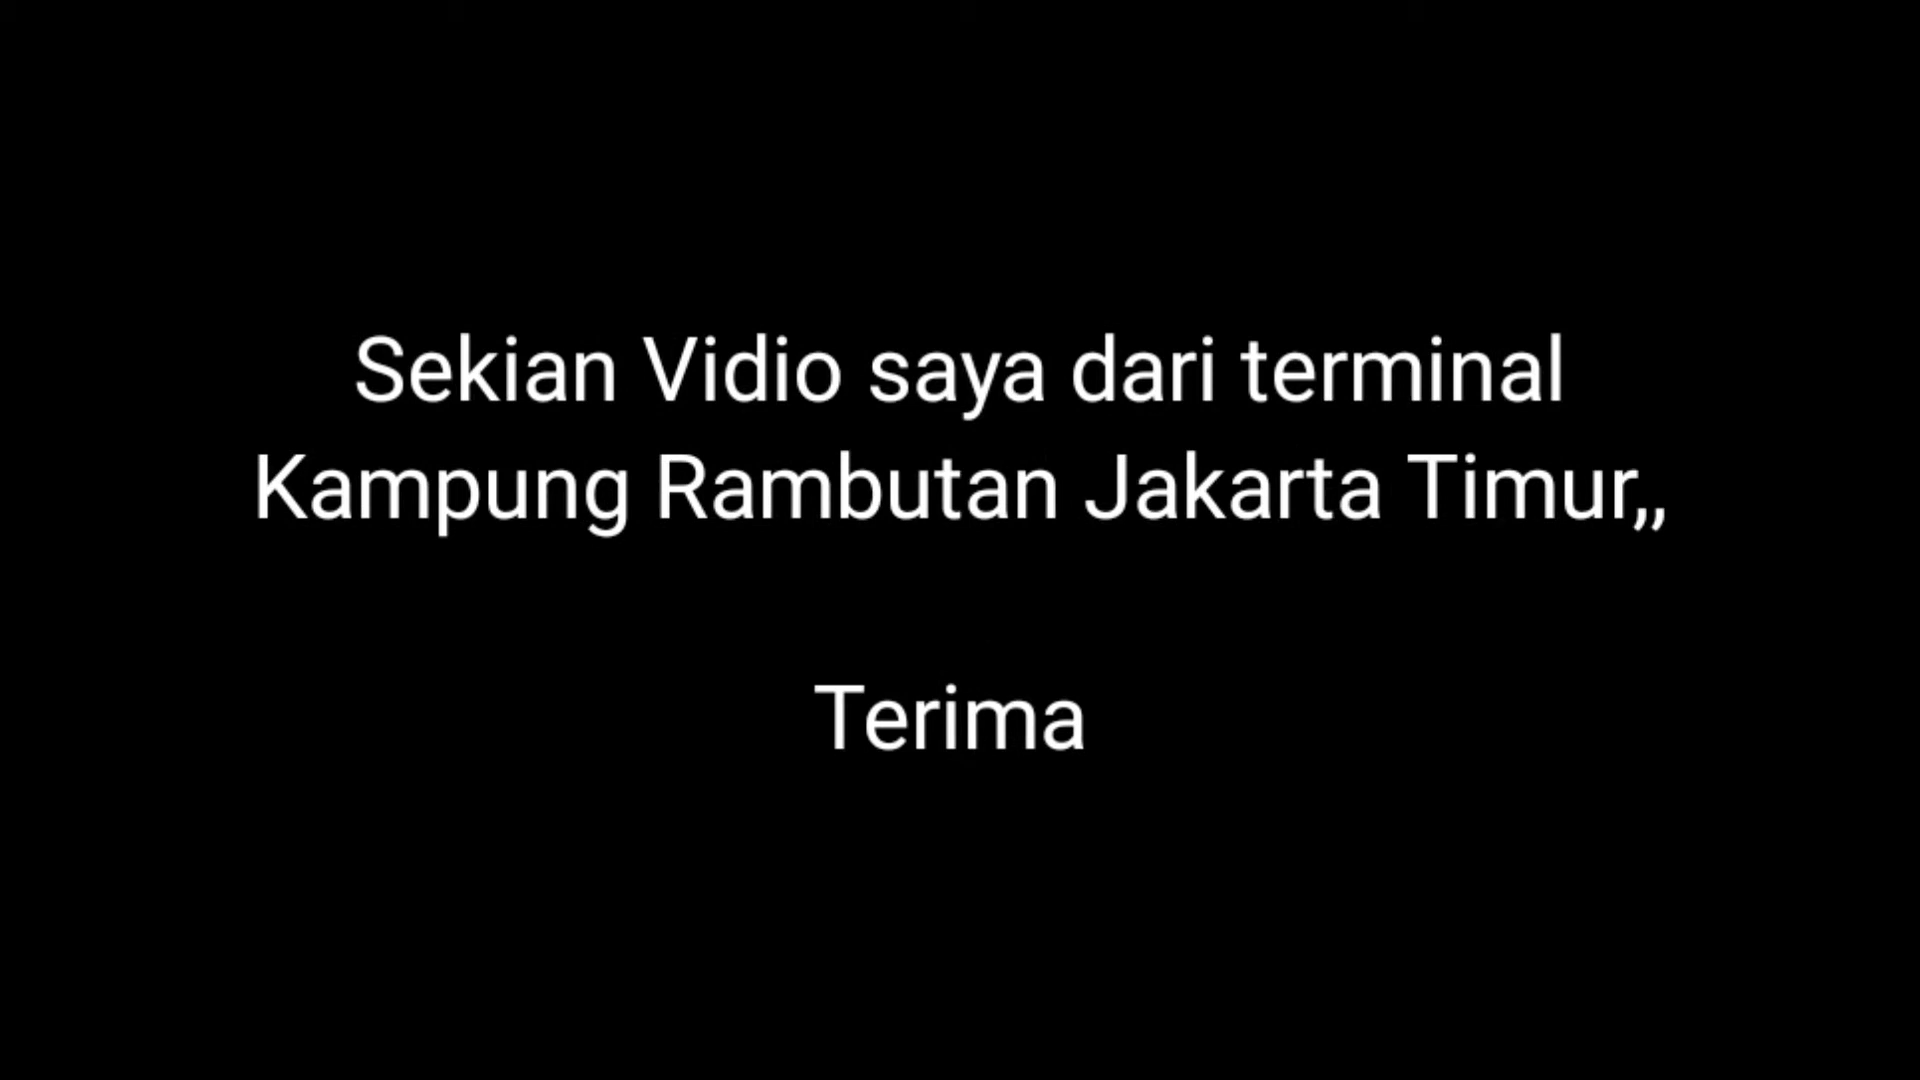 Sekian Vidio saya dari terminal
Kampung Rambutan Jakarta Timur,,
Terima